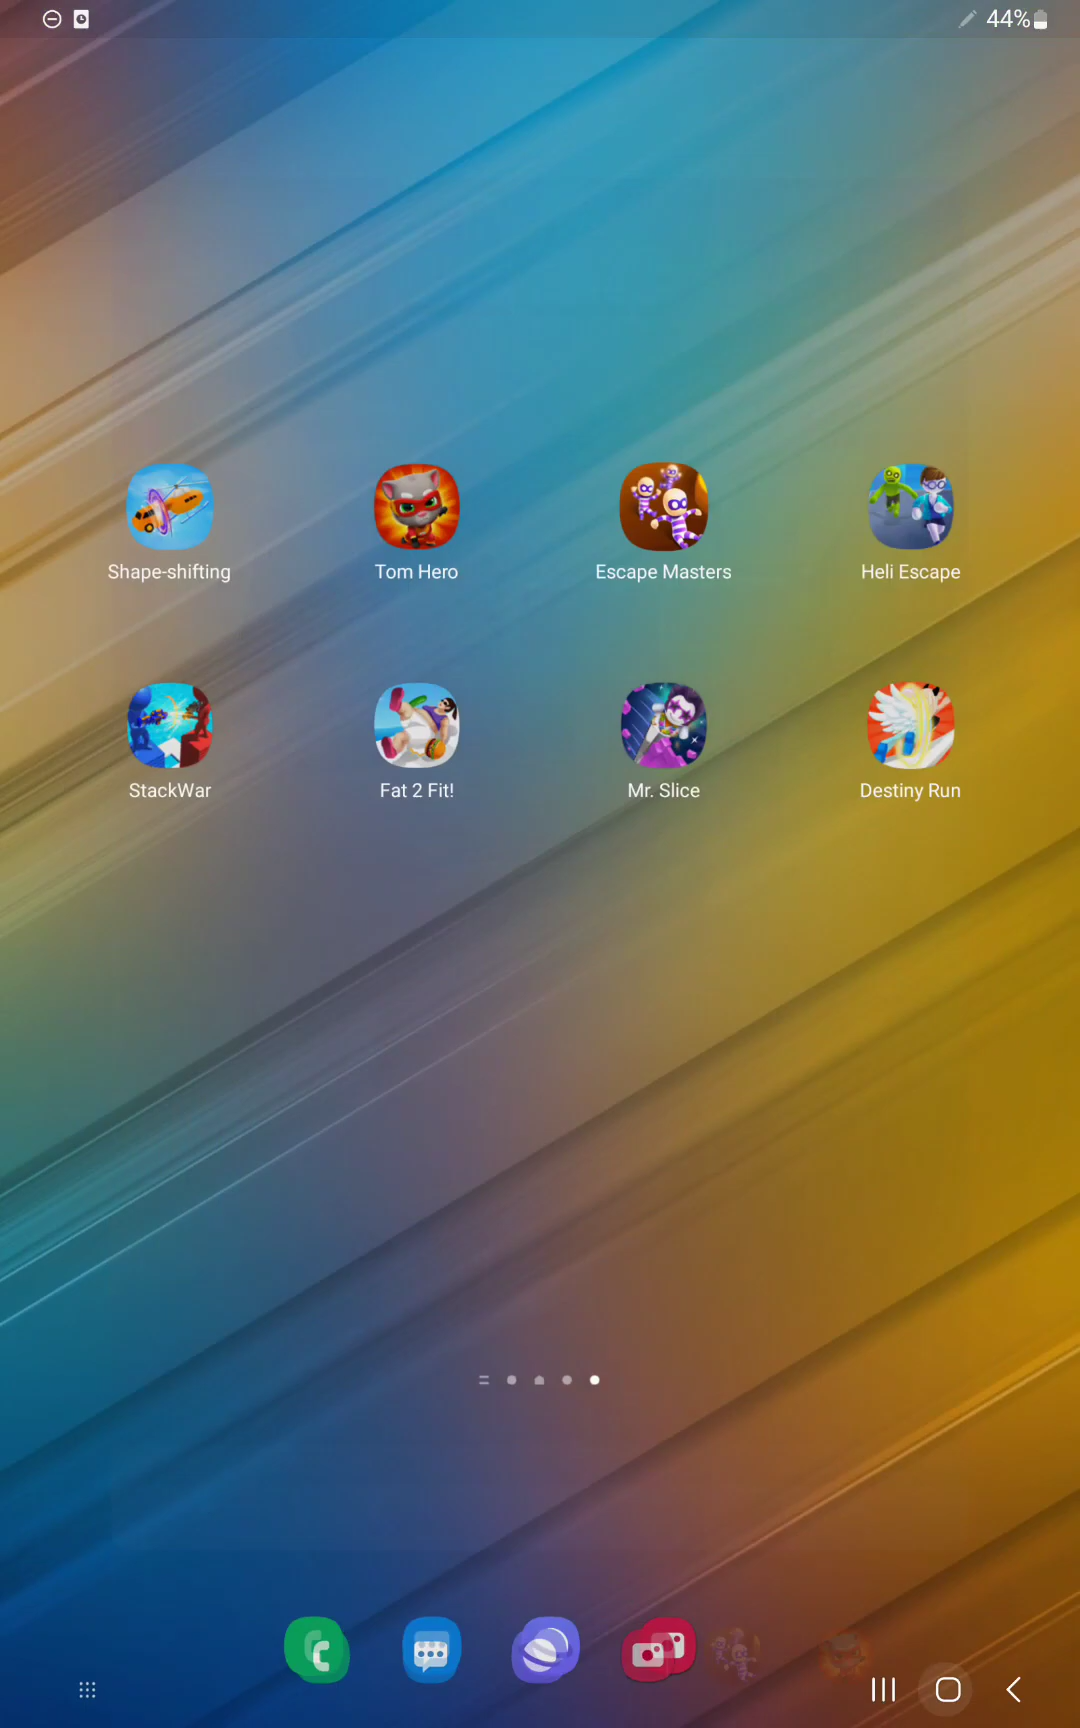 44%
Shape-shifting
Tom Hero
Escape Masters
Heli Escape
StackWar
Fat 2 Fit!
Mr. Slice
Destiny Run